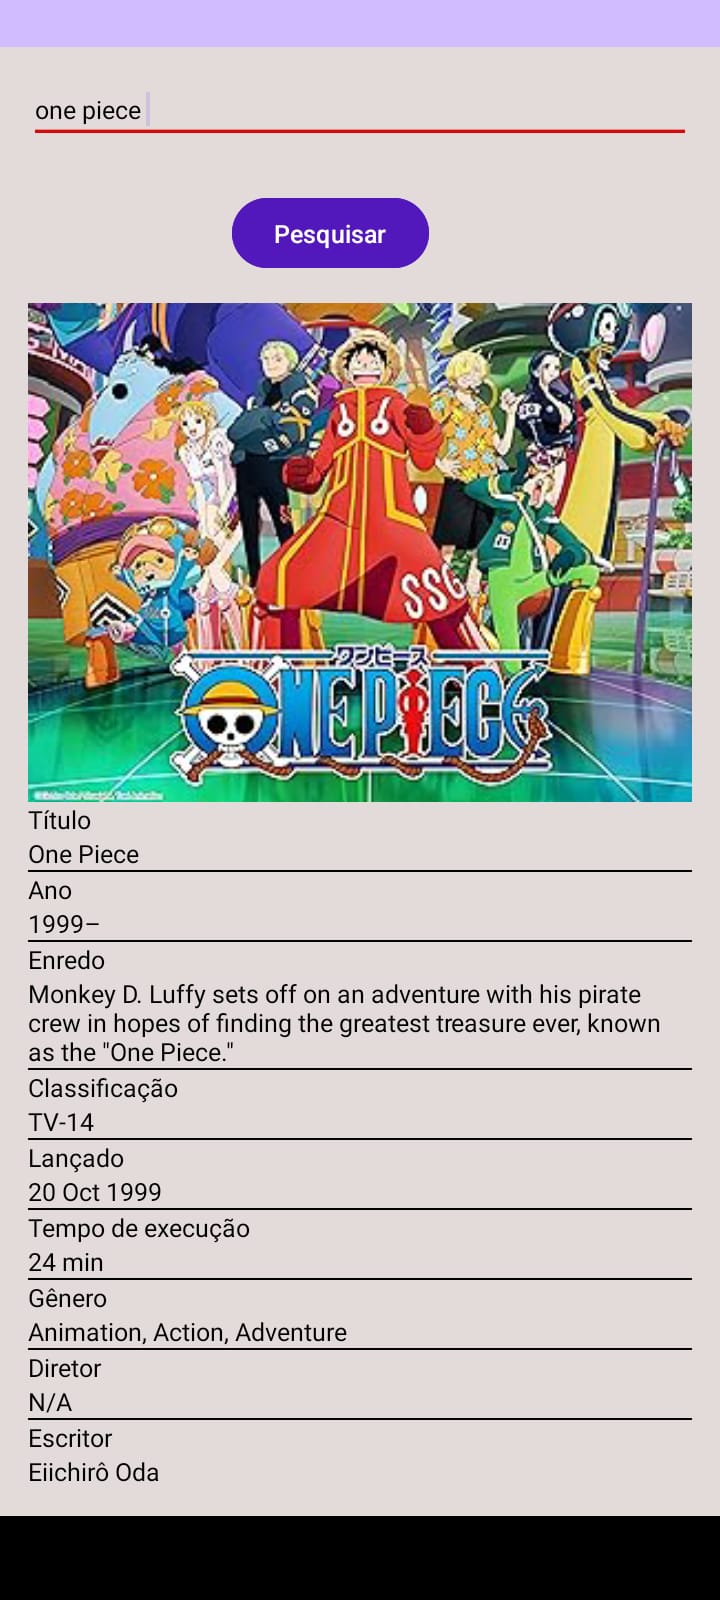 one piece
Pesquisar
SSG
ワンピース
ONE PIECE
Título
One Piece
Ano
1999–
Enredo
Monkey D. Luffy sets off on an adventure with his pirate
crew in hopes of finding the greatest treasure ever, known
as the "One Piece."
Classificação
TV-14
Lançado
20 Oct 1999
Tempo de execução
24 min
Gênero
Animation, Action, Adventure
Diretor
N/A
Escritor
Eiichirô Oda